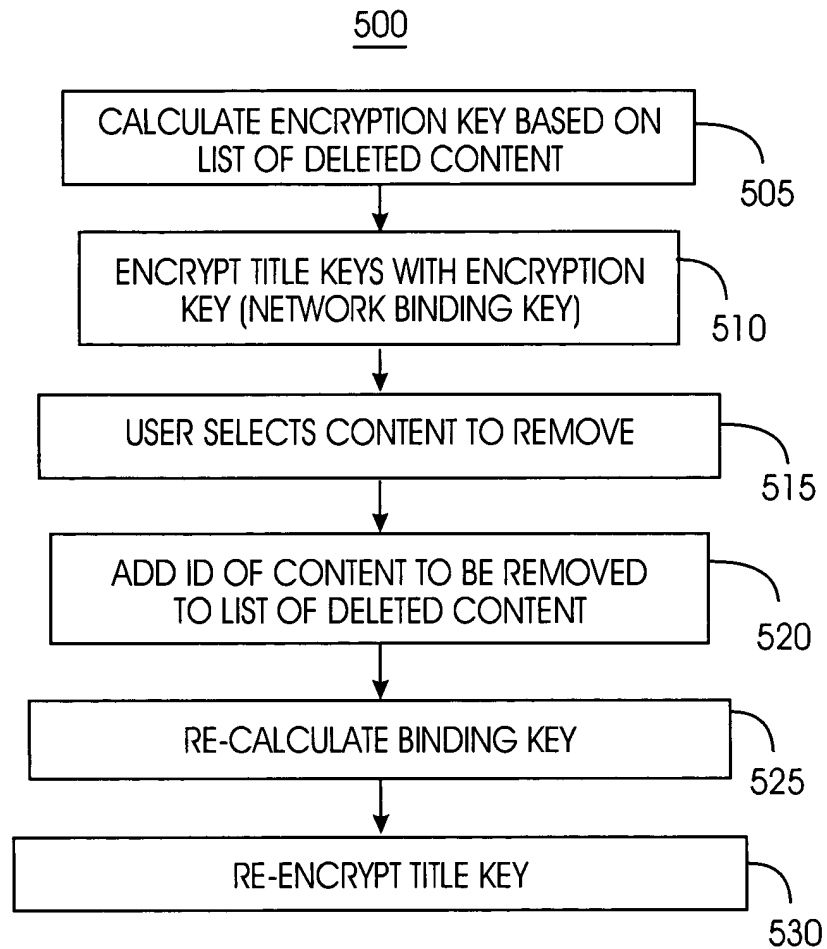 500
CALCULATE ENCRYPTION KEY BASED ON
LIST OF DELETED CONTENT
505
ENCRYPT TITLE KEYS WITH ENCRYPTION
KEY (NETWORK BINDING KEY)
510
USER SELECTS CONTENT TO REMOVE
515
ADD ID OF CONTENT TO BE REMOVED
TO LIST OF DELETED CONTENT
520
RE-CALCULATE BINDING KEY
525
RE-ENCRYPT TITLE KEY
530